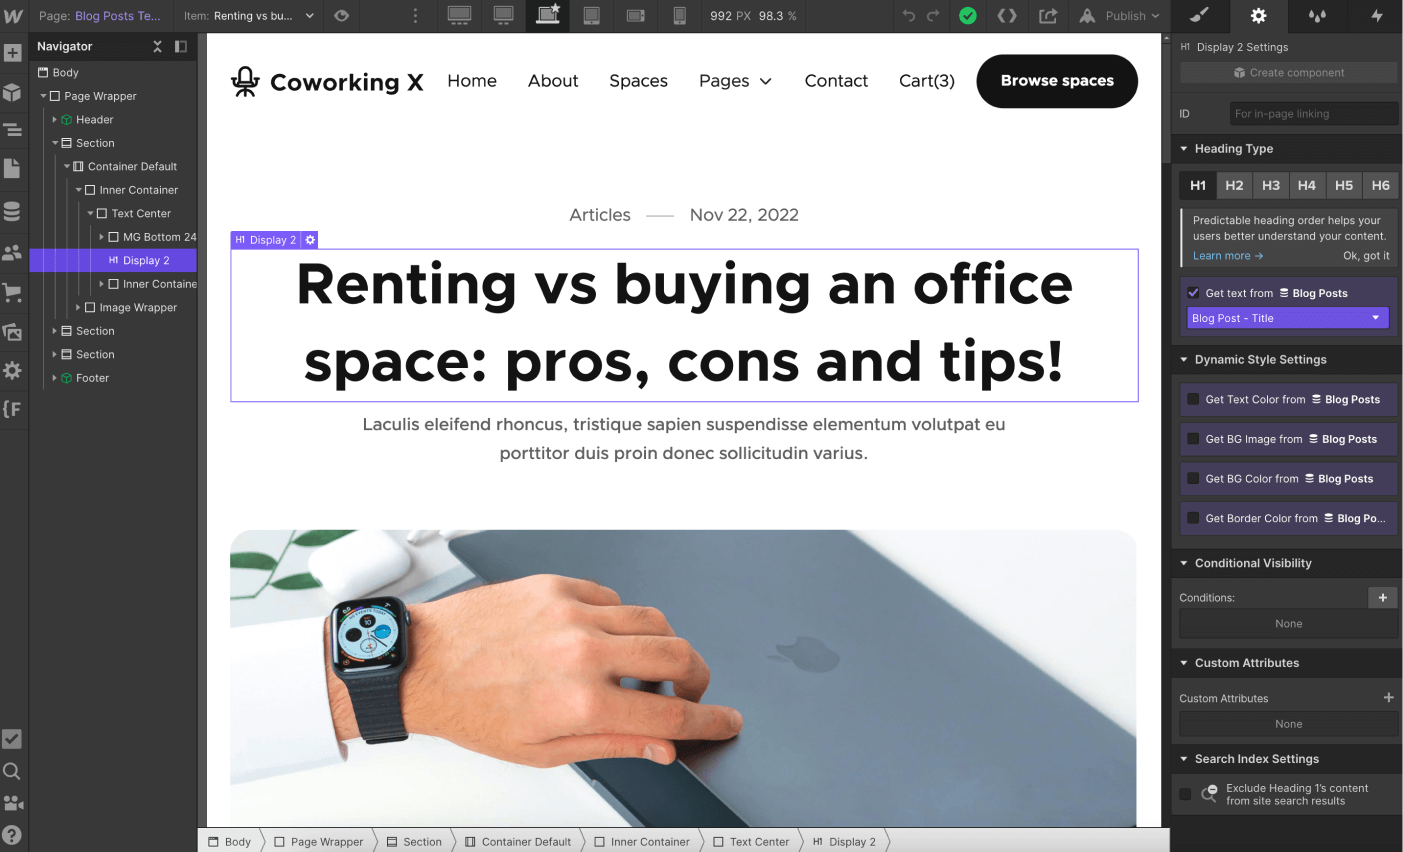 Page: Blog Posts Te...
Item: Renting vs bu...
992 PX 98.3 %
Publish
Navigator
Body
Page Wrapper
Header
Section
Container Default
Inner Container
Text Center
MG Bottom 24
H1 Display 2
Inner Containe
Image Wrapper
Section
Section
Footer
Coworking X
Home
About
Spaces
Pages
Contact
Cart(3)
Browse spaces
Articles
Nov 22, 2022
H1 Display 2
Renting vs buying an office
space: pros, cons and tips!
Laculis eleifend rhoncus, tristique sapien suspendisse elementum volutpat eu
porttitor duis proin donec sollicitudin varius.
Body
Page Wrapper
Section
Container Default
Inner Container
Text Center
H1 Display 2
H1 Display 2 Settings
Create component
ID
For in-page linking
Heading Type
H1 H2 H3 H4 H5 H6
Predictable heading order helps your
users better understand your content.
Learn more →
Ok, got it
Get text from Blog Posts
Blog Post - Title
Dynamic Style Settings
Get Text Color from Blog Posts
Get BG Image from Blog Posts
Get BG Color from Blog Posts
Get Border Color from Blog Po...
Conditional Visibility
Conditions:
None
Custom Attributes
Custom Attributes
None
Search Index Settings
Exclude Heading 1's content
from site search results